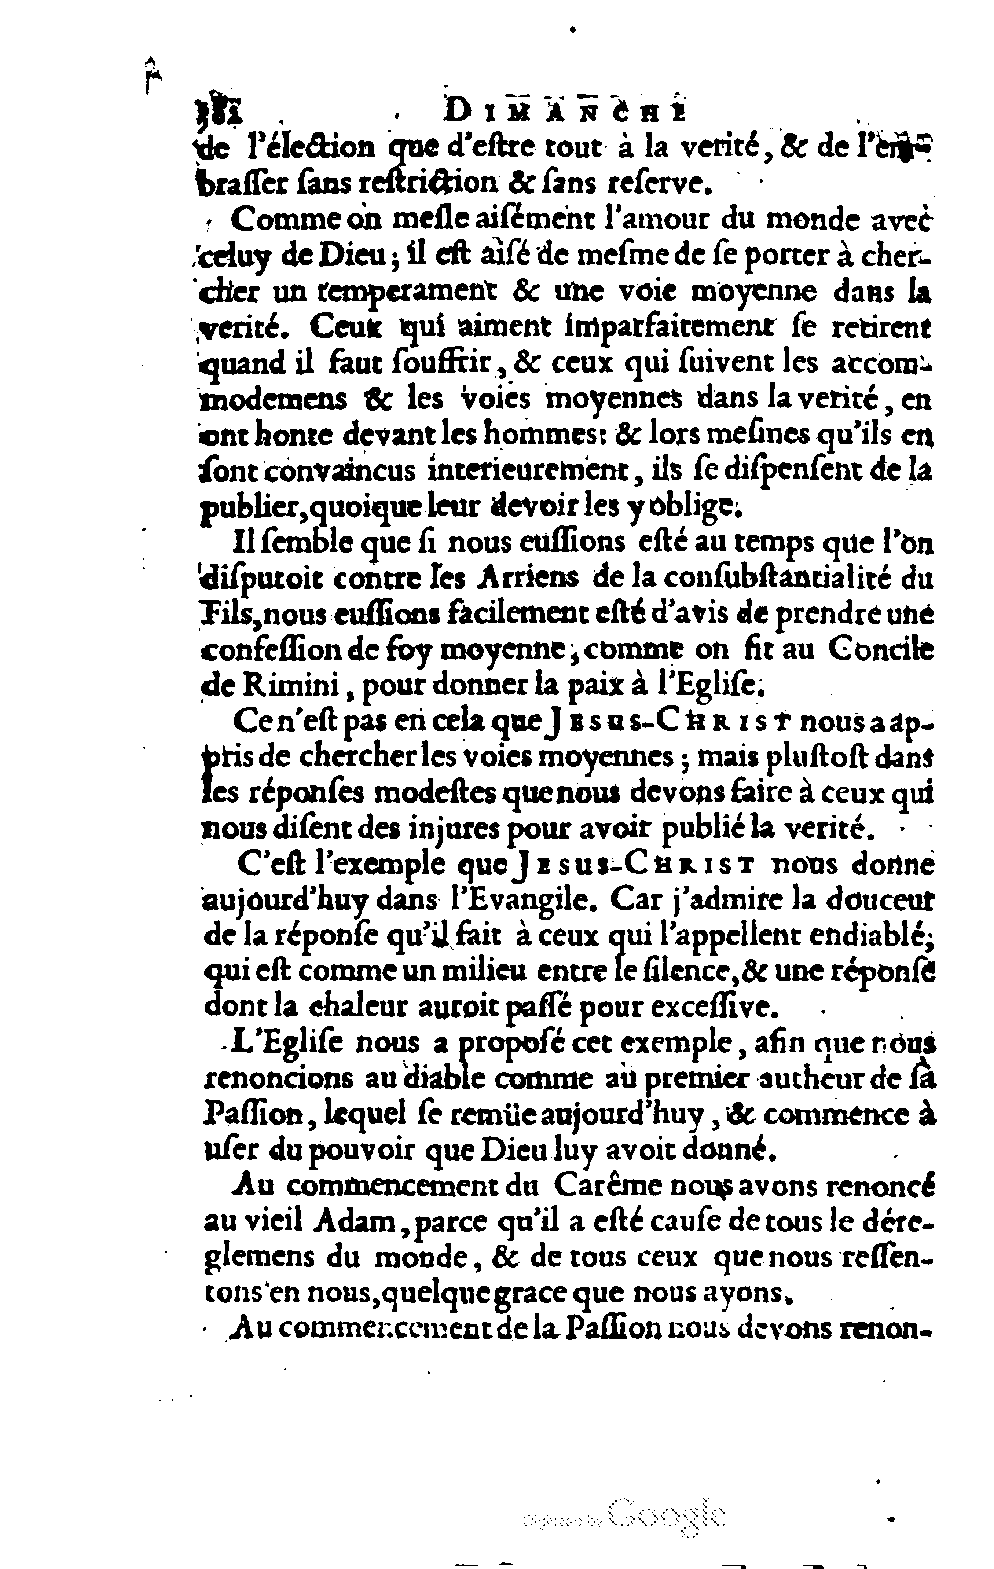 382 DIMANCHE
de l'élection que d'estre tout à la verité, & de l'em-
brasser sans restriction & sans reserve.
Comme on mesle aisément l'amour du monde avec
celuy de Dieu; il est aisé de mesme de se porter à cher-
cher un temperament & une voie moyenne dans la
verité. Ceux qui aiment imparfaitement se retirent
quand il faut souffrir, & ceux qui suivent les accom-
modemens & les voies moyennes dans la verité, en
ont honte devant les hommes: & lors mesmes qu'ils en
sont convaincus interieurement, ils se dispensent de la
publier, quoique leur devoir les y oblige.
Il semble que si nous eussions esté au temps que l'on
disputoit contre les Arriens de la consubstantialité du
Fils, nous eussions facilement esté d'avis de prendre une
confession de foy moyenne, comme on fit au Concile
de Rimini, pour donner la paix à l'Eglise.
Ce n'est pas en cela que JESUS-CHRIST nous a ap-
pris de chercher les voies moyennes; mais plustost dans
les réponses modestes que nous devons faire à ceux qui
nous disent des injures pour avoir publié la verité.
C'est l'exemple que JESUS-CHRIST nous donne
aujourd'huy dans l'Evangile. Car j'admire la douceur
de la réponse qu'il fait à ceux qui l'appellent endiablé,
qui est comme un milieu entre le silence, & une réponse
dont la chaleur auroit passé pour excessive.
L'Eglise nous a proposé cet exemple, afin que nous
renoncions au diable comme au premier autheur de sa
Passion, lequel se remüe aujourd'huy, & commence à
user du pouvoir que Dieu luy avoit donné.
Au commencement du Carême nous avons renoncé
au vieil Adam, parce qu'il a esté cause de tous le dére-
glemens du monde, & de tous ceux que nous ressen-
tons en nous, quelque grace que nous ayons.
Au commencement de la Passion nous devons renon-
Digitized by Google